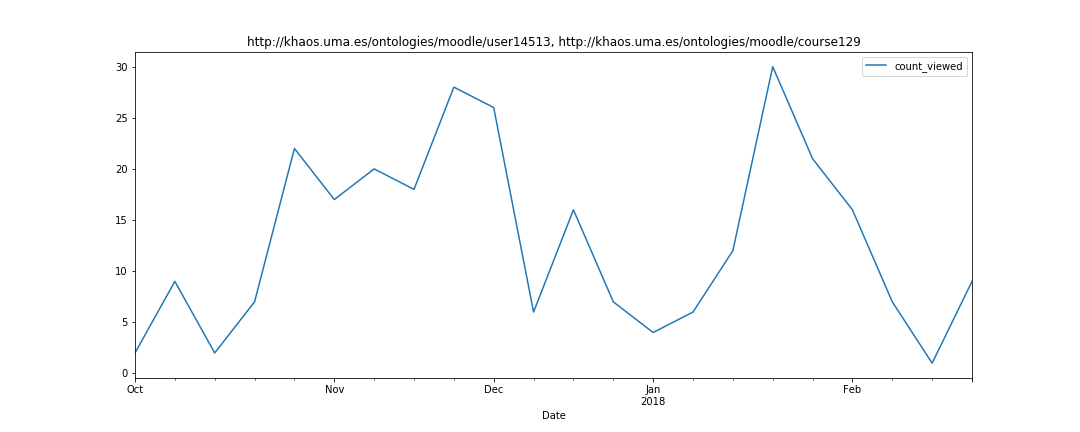 http://khaos.uma.es/ontologies/moodle/user14513, http://khaos.uma.es/ontologies/moodle/course129
count_viewed
30
25
20
15
10
5
0
Oct Nov Dec Jan Feb
2018
Date